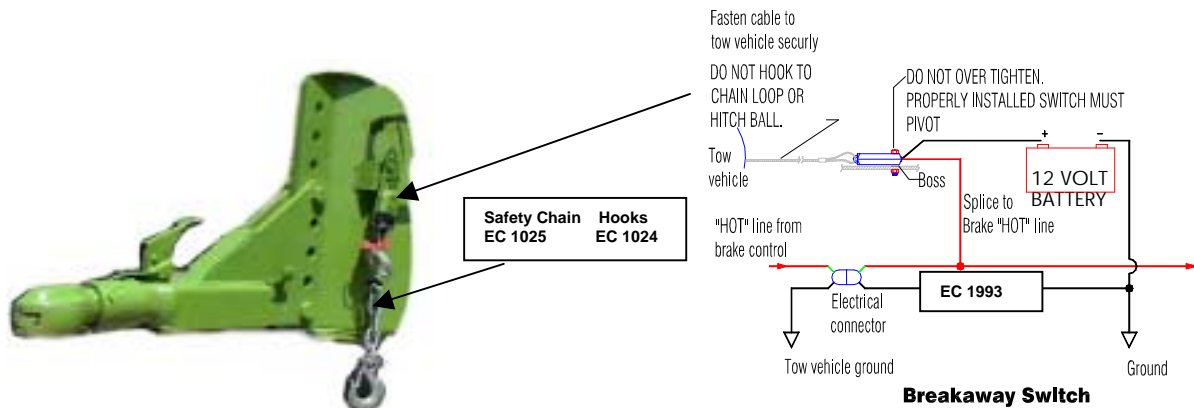 Fasten cable to
tow vehicle securly
DO NOT HOOK TO
CHAIN LOOP OR
HITCH BALL.
DO NOT OVER TIGHTEN.
PROPERLY INSTALLED SWITCH MUST
PIVOT
+ −
Tow
vehicle
Boss
12 VOLT
BATTERY
Safety Chain Hooks
EC 1025 EC 1024
Splice to
Brake "HOT" line
"HOT" line from
brake control
EC 1993
Electrical
connector
Tow vehicle ground
Ground
Breakaway Switch